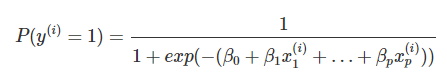 P(y^{(i)} = 1) = \frac{1}{1 + exp(-(\beta_0 + \beta_1 x_1^{(i)} + \ldots + \beta_p x_p^{(i)}))}